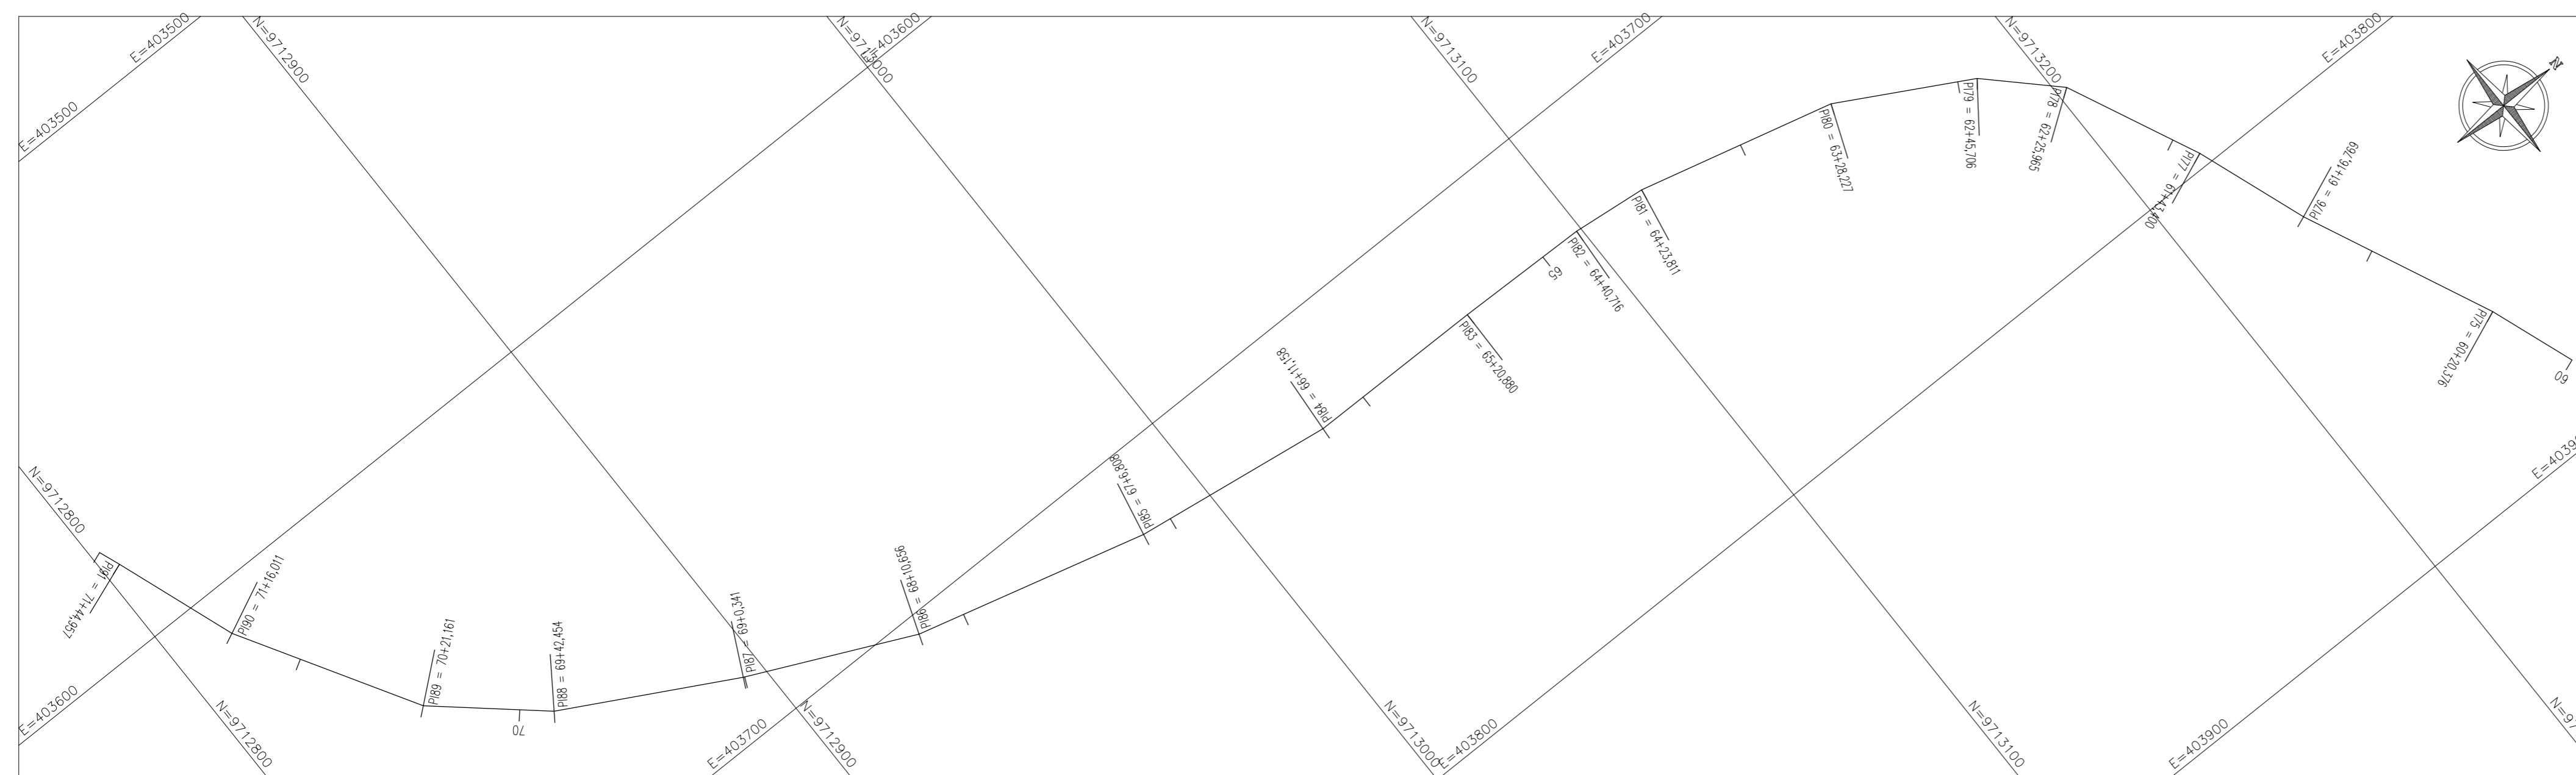 E=403500
N=9712900
E=403600
N=9713000
N=9713100
E=403700
N=9713200
E=403800
N
E=403500
PI79 = 62+45,706
PI78 = 62+25,965
PI80 = 63+28,227
PI77 = 61+43,400
PI76 = 61+16,769
PI81 = 64+23,811
PI82 = 64+40,716
65
PI83 = 65+20,880
PI75 = 60+20,376
60
PI84 = 66+11,158
PI85 = 67+6,808
N=9712800
PI91 = 71+44,957
PI90 = 71+16,011
PI86 = 68+10,656
PI87 = 69+0,341
PI88 = 69+42,454
PI89 = 70+21,161
70
E=403600
N=9712800
E=403700
N=9712900
N=9713000
E=403800
N=9713100
E=403900